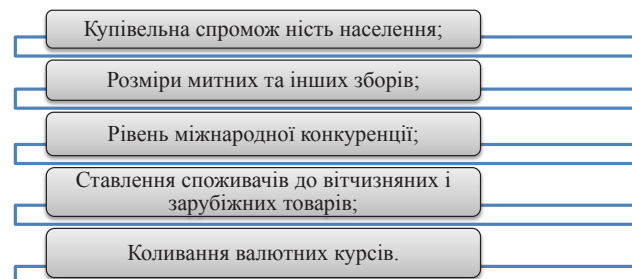 Купівельна спромож ність населення;
Розміри митних та інших зборів;
Рівень міжнародної конкуренції;
Ставлення споживачів до вітчизняних і
зарубіжних товарів;
Коливання валютних курсів.